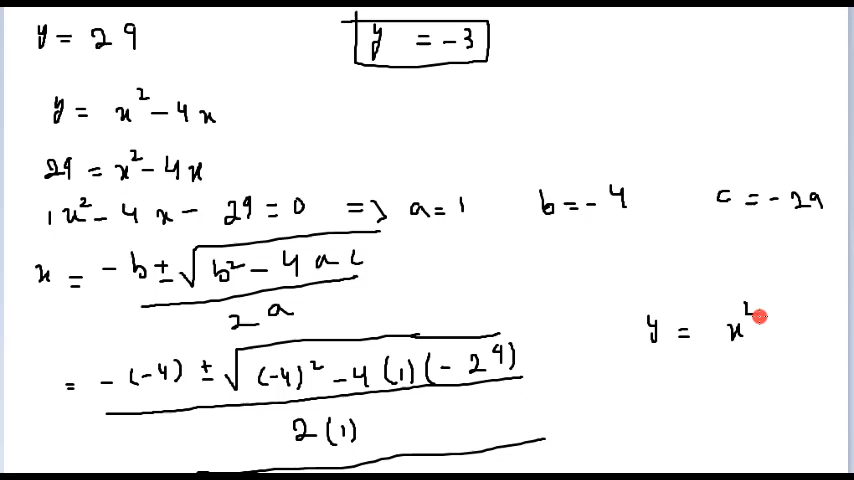 y = 29 y = -3
y = x² - 4x
29 = x² - 4x
1x² - 4x - 29 = 0 => a = 1 b = -4 c = -29
x = -b ± √b² - 4ac / 2a
y = x²
= -(-4) ± √(-4)² - 4(1)(-29) / 2(1)